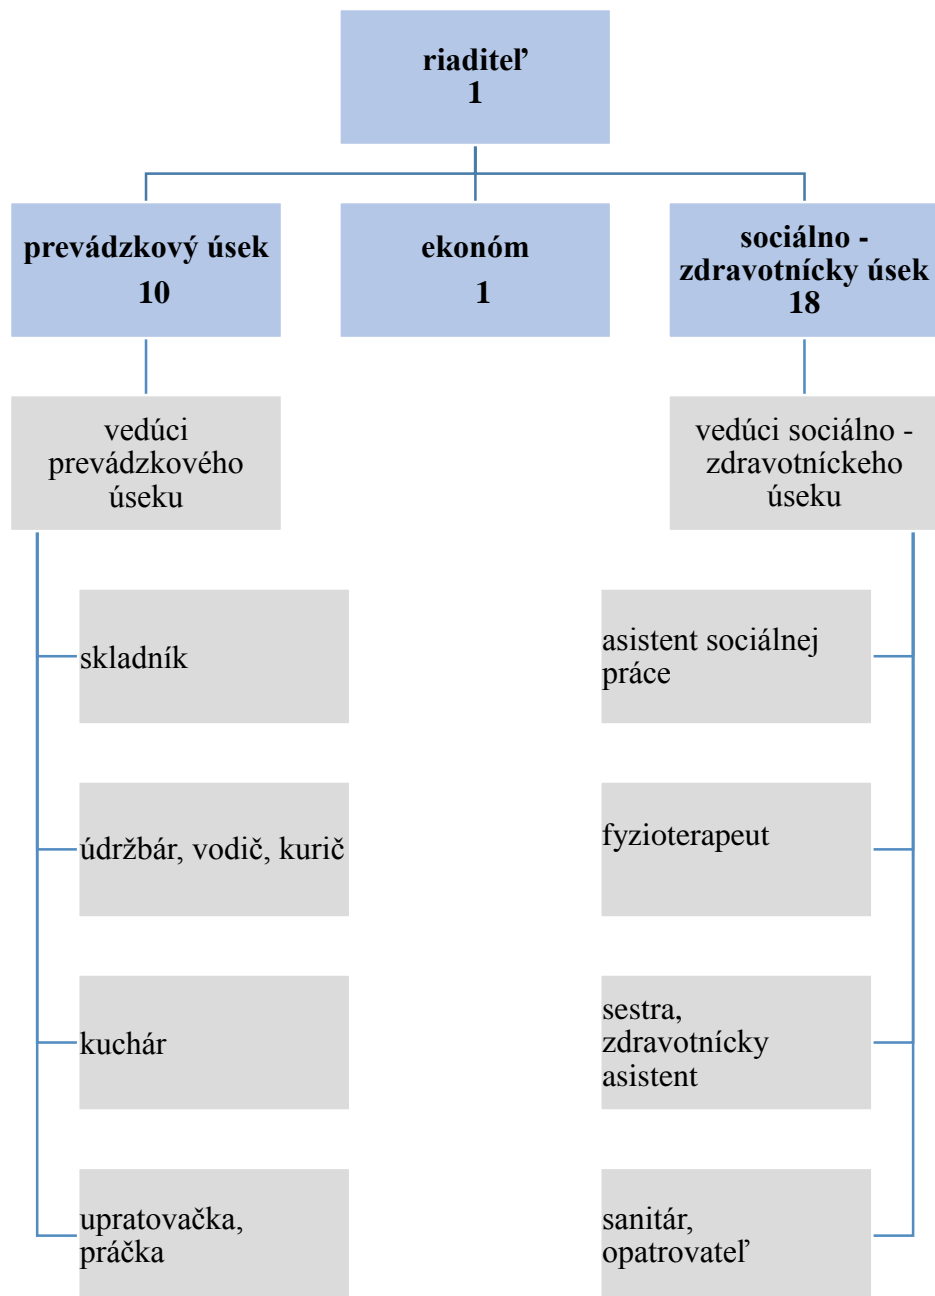 riaditeľ
1
prevádzkový úsek
10
ekonóm
1
sociálno -
zdravotnícky úsek
18
vedúci
prevádzkového
úseku
vedúci sociálno -
zdravotníckeho
úseku
skladník
údržbár, vodič, kurič
kuchár
upratovačka,
práčka
asistent sociálnej
práce
fyzioterapeut
sestra,
zdravotnícky
asistent
sanitár,
opatrovateľ